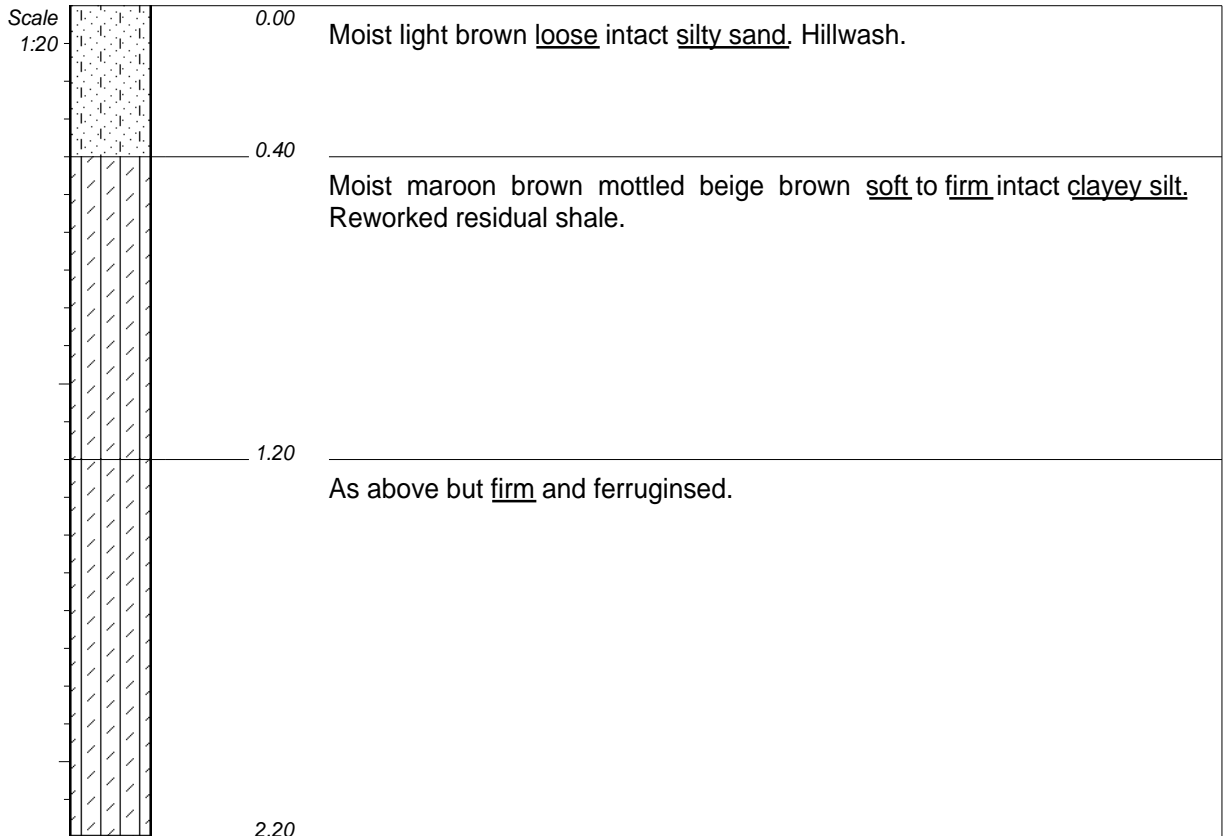 Scale
1:20
0.00
Moist light brown loose intact silty sand. Hillwash.
0.40
Moist maroon brown mottled beige brown soft to firm intact clayey silt.
Reworked residual shale.
1.20
As above but firm and ferruginsed.
2.20